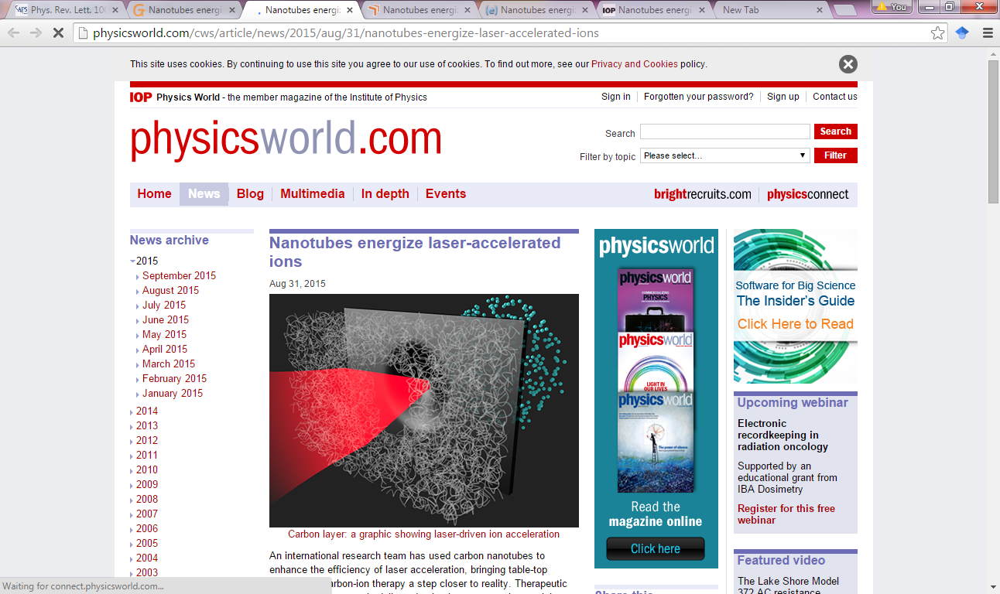 Phys. Rev. Lett. 10
Nanotubes energi
Nanotubes energi
Nanotubes energi
Nanotubes energi
IOP Nanotubes energi
New Tab
You
physicsworld.com/cws/article/news/2015/aug/31/nanotubes-energize-laser-accelerated-ions
This site uses cookies. By continuing to use this site you agree to our use of cookies. To find out more, see our Privacy and Cookies policy.
IOP Physics World - the member magazine of the Institute of Physics
Sign in
Forgotten your password?
Sign up
Contact us
physicsworld.com
Search
Search
Filter by topic
Please select...
Filter
Home
News
Blog
Multimedia
In depth
Events
brightrecruits.com
physicsconnect
News archive
2015
September 2015
August 2015
July 2015
June 2015
May 2015
April 2015
March 2015
February 2015
January 2015
2014
2013
2012
2011
2010
2009
2008
2007
2006
2005
2004
2003
Nanotubes energize laser-accelerated
ions
Aug 31, 2015
Carbon layer: a graphic showing laser-driven ion acceleration
An international research team has used carbon nanotubes to
enhance the efficiency of laser acceleration, bringing table-top
arbon-ion therapy a step closer to reality. Therapeutic
physicsworld
physicsworld
PHYSICS
physicsworld
LIGHT IN
OUR LIVES
physicsworld
The power of silence
Read the
magazine online
Click here
Share this
Software for Big Science
The Insider's Guide
Click Here to Read
Upcoming webinar
Electronic
recordkeeping in
radiation oncology
Supported by an
educational grant from
IBA Dosimetry
Register for this free
webinar
Featured video
The Lake Shore Model
372 AC resistance
Waiting for connect.physicsworld.com...